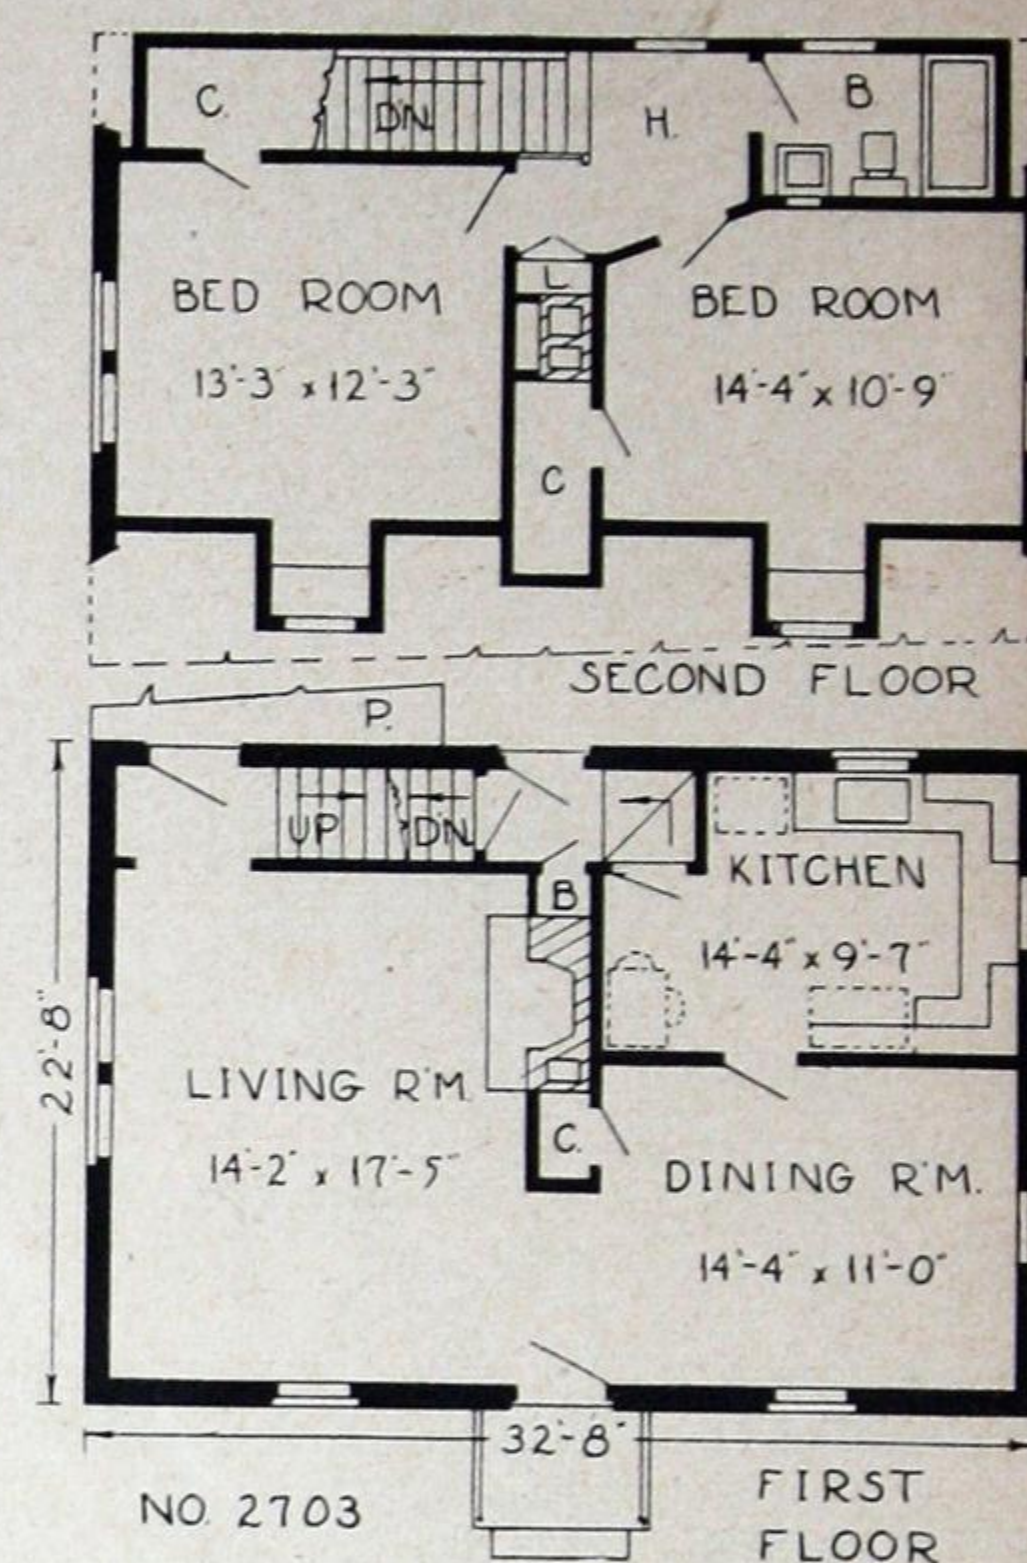 C.
DN.
H.
B
BED ROOM
13'-3" x 12'-3"
L
BED ROOM
14'-4" x 10'-9"
C
SECOND FLOOR
P.
UP
DN.
B
KITCHEN
14'-4" x 9'-7"
22'-8"
LIVING R'M.
14'-2" x 17'-5"
C.
DINING R'M.
14'-4" x 11'-0"
32'-8"
NO. 2703
FIRST
FLOOR